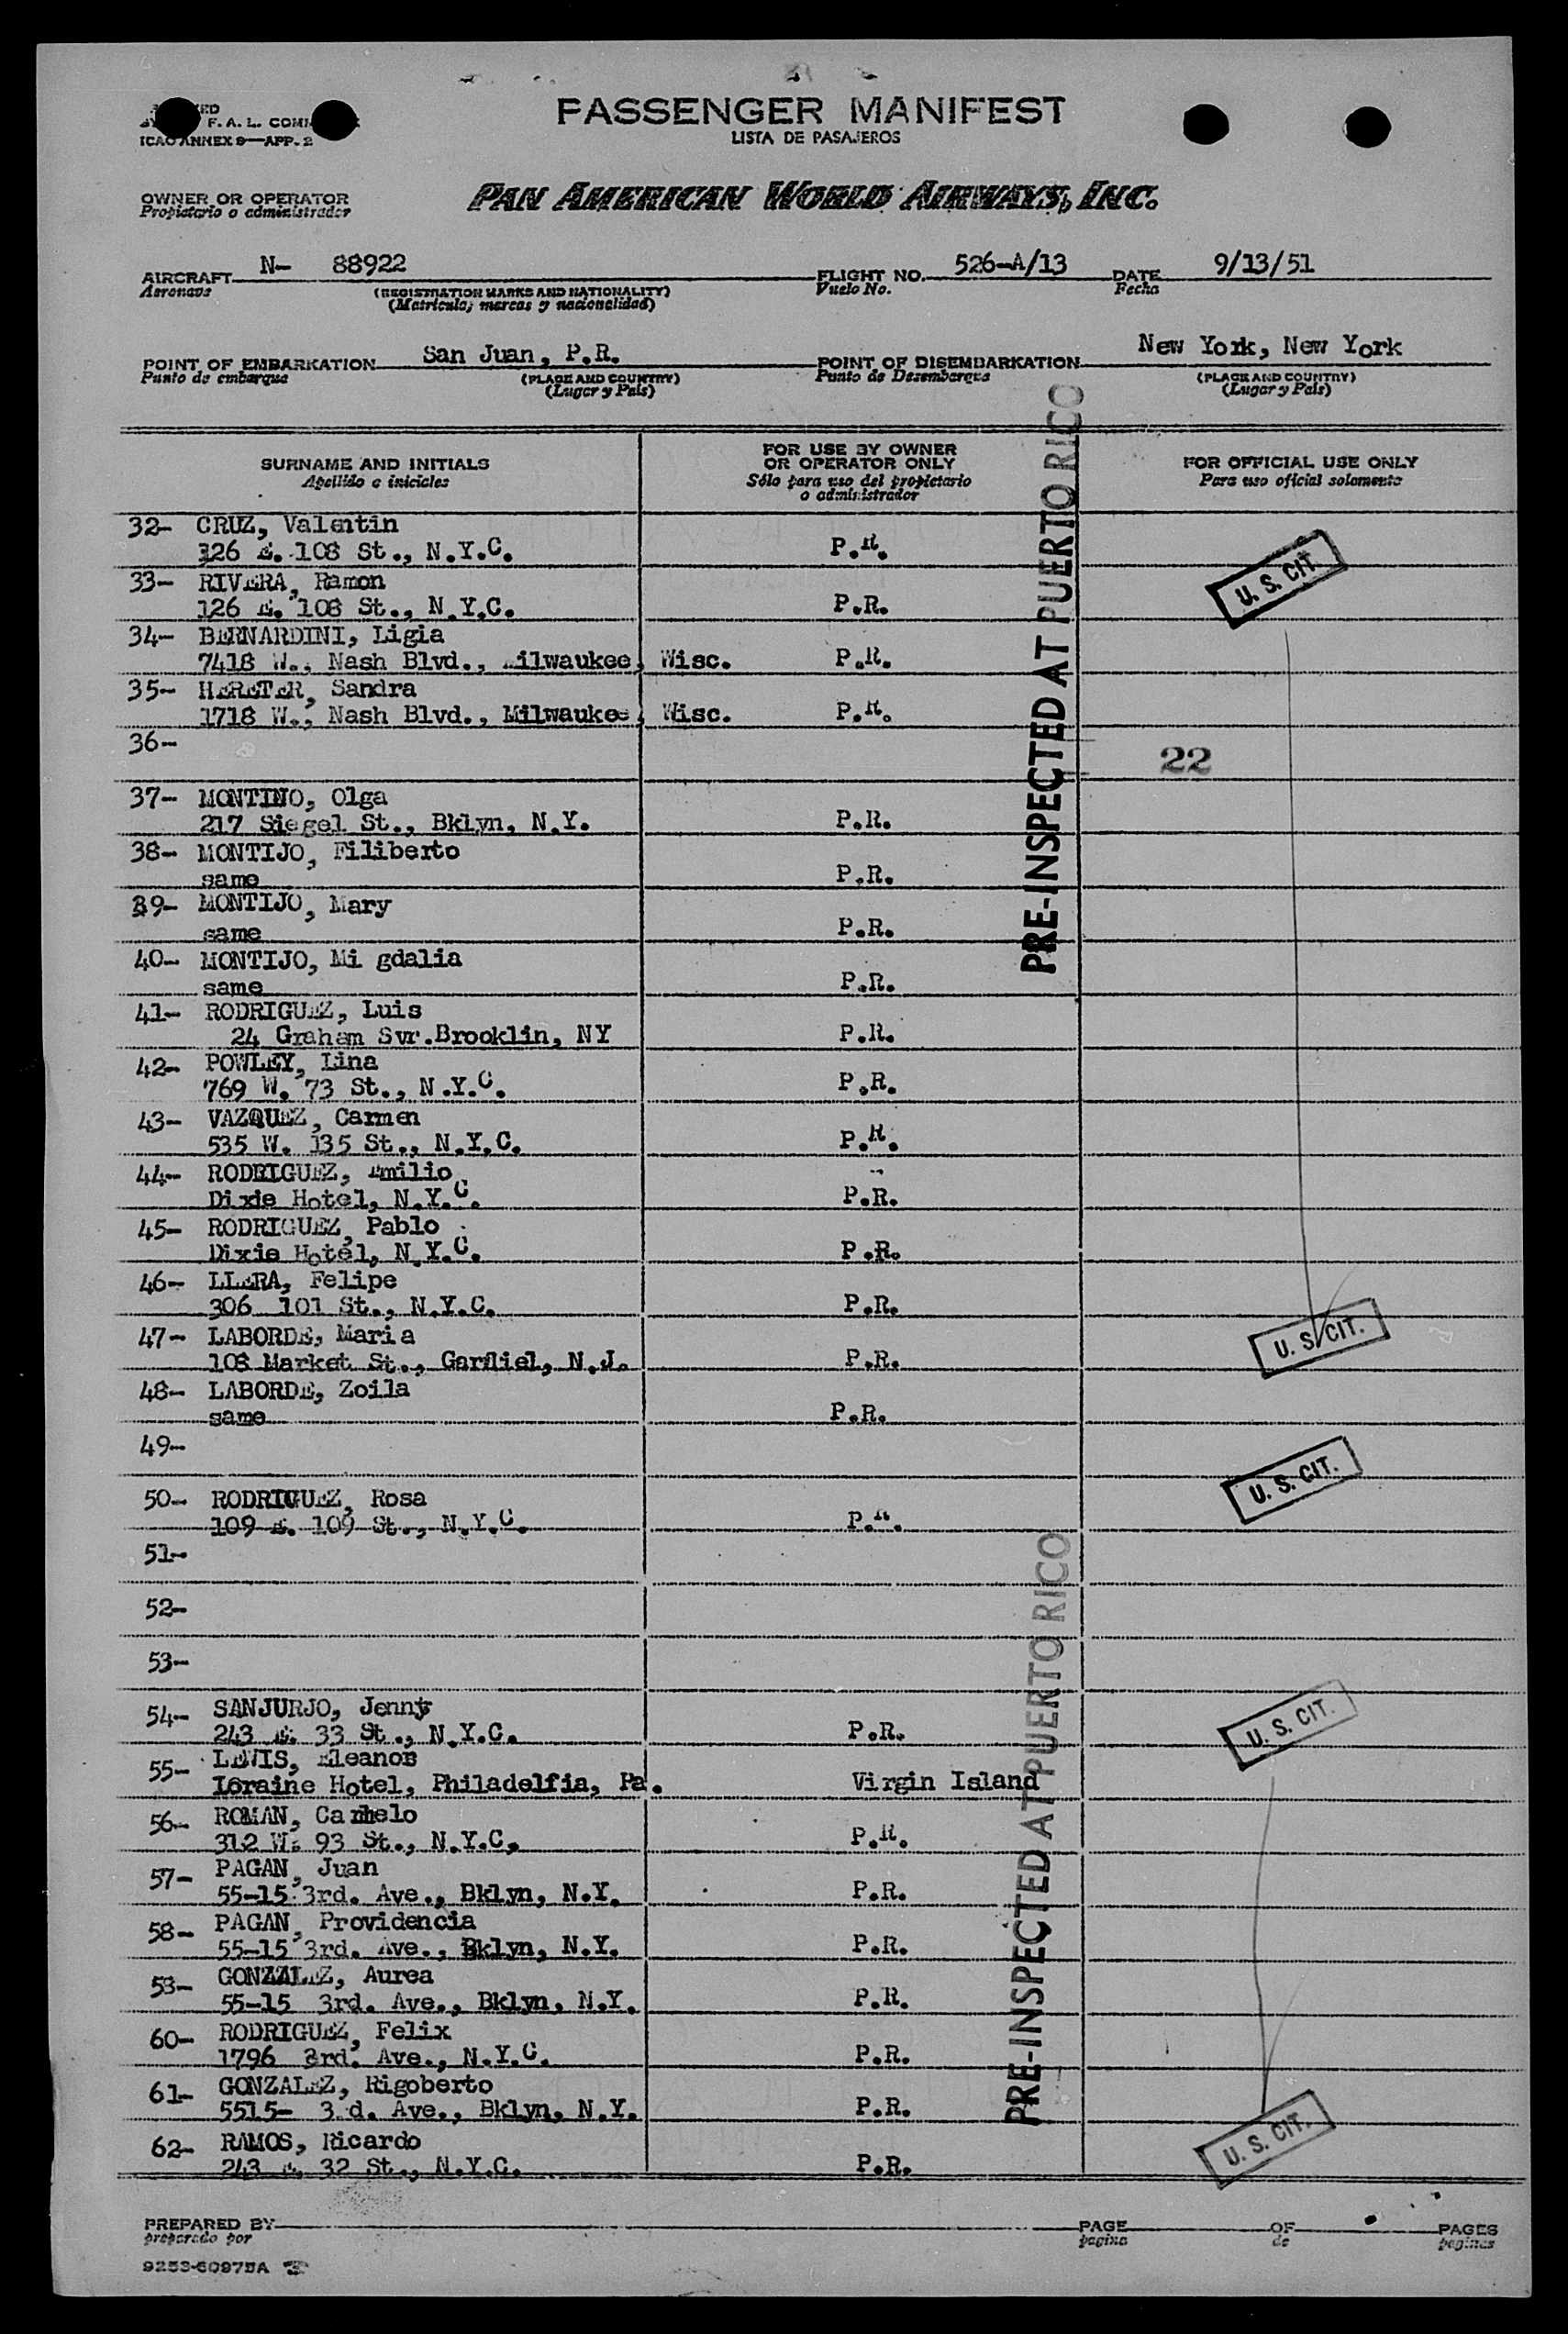 F. A. L. COMM
ICAO ANNEX 9—APP. 2
PASSENGER MANIFEST
LISTA DE PASAJEROS
OWNER OR OPERATOR
Propietario o administrador
PAN AMERICAN WORLD AIRWAYS, INC.
AIRCRAFT N- 88922 FLIGHT NO. 526-A/13 DATE 9/13/51
Aeronave (REGISTRATION MARKS AND NATIONALITY) Vuelo No. Fecha
(Matricula, marcas y nacionalidad)
POINT OF EMBARKATION San Juan, P.R. POINT OF DISEMBARKATION New York, New York
Punto de embarque (PLACE AND COUNTRY) Punto de Desembarque (PLACE AND COUNTRY)
(Lugar y País) (Lugar y País)
SURNAME AND INITIALS
Apellido e iniciales
FOR USE BY OWNER
OR OPERATOR ONLY
Sólo para uso del propietario
o administrador
FOR OFFICIAL USE ONLY
Para uso oficial solamente
32- CRUZ, Valentin
326 E. 108 St., N.Y.C. P.R.
U. S. CIT.
33- RIVERA, Ramon
126 E. 108 St., N.Y.C. P.R.
34- BERNARDINI, Ligia
7418 W., Nash Blvd., Milwaukee, Wisc. P.R.
35- HERETER, Sandra
1718 W., Nash Blvd., Milwaukee, Wisc. P.R.
36-
22
PRE-INSPECTED AT PUERTO RICO
37- MONTINO, Olga
217 Siegel St., Bklyn, N.Y. P.R.
38- MONTIJO, Filiberto
same P.R.
39- MONTIJO, Mary
same P.R.
40- MONTIJO, Mi gdalia
same P.R.
41- RODRIGUEZ, Luis
24 Graham Svr. Brooklin, NY P.R.
42- POWLEY, Lina
769 W. 73 St., N.Y.C. P.R.
43- VAZQUEZ, Carmen
535 W. 135 St., N.Y.C. P.R.
44- RODRIGUEZ, Emilio
Dixie Hotel, N.Y.C. P.R.
45- RODRIGUEZ, Pablo
Dixie Hotel, N.Y.C. P.R.
46- LLERA, Felipe
306 101 St., N.Y.C. P.R.
47- LABORDE, Maria
U. S. CIT.
108 Market St., Garfliel, N.J. P.R.
48- LABORDE, Zoila
same P.R.
49-
U. S. CIT.
50- RODRIGUEZ, Rosa
109 E. 109 St., N.Y.C. P.R.
51-
52-
53-
54- SANJURJO, Jenny
243 E. 33 St., N.Y.C. P.R.
U. S. CIT.
55- LEWIS, Eleanor
Loraine Hotel, Philadelfia, Pa. Virgin Island
PRE-INSPECTED AT PUERTO RICO
56- ROMAN, Carmelo
312 W. 93 St., N.Y.C, P.R.
57- PAGAN, Juan
55-15 3rd. Ave., Bklyn, N.Y. P.R.
58- PAGAN, Providencia
55-15 3rd. Ave., Bklyn, N.Y. P.R.
53- GONZALEZ, Aurea
55-15 3rd. Ave., Bklyn, N.Y. P.R.
60- RODRIGUEZ, Felix
1796 3rd. Ave., N.Y.C. P.R.
61- GONZALEZ, Rigoberto
5515- 3 d. Ave., Bklyn, N.Y. P.R.
62- RAMOS, Ricardo
243 E. 32 St., N.Y.C. P.R.
U. S. CIT.
PREPARED BY PAGE OF PAGES
preparado por pagina de paginas